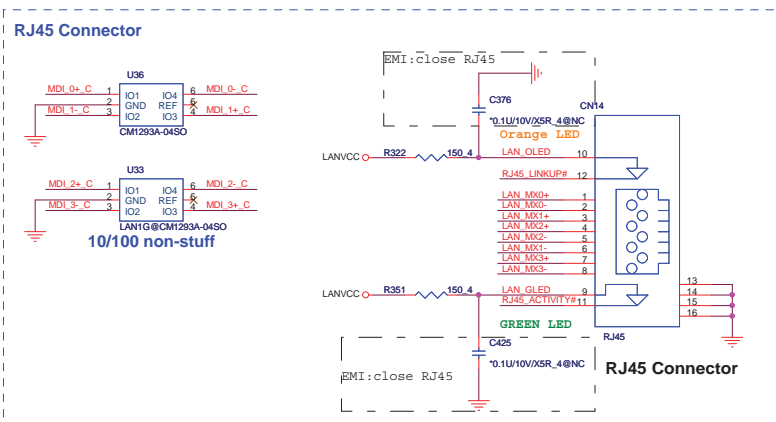 RJ45 Connector
U36
MDI_0+_C 1 IO1 IO4 6 MDI_0-_C
2 GND REF 5
MDI_1-_C 3 IO2 IO3 4 MDI_1+_C
CM1293A-04SO
U33
MDI_2+_C 1 IO1 IO4 6 MDI_2-_C
2 GND REF 5
MDI_3-_C 3 IO2 IO3 4 MDI_3+_C
LAN1G@CM1293A-04SO
10/100 non-stuff
EMI:close RJ45
C376
*0.1U/10V/X5R_4@NC
CN14
Orange LED
LANVCC R322 150_4 LAN_OLED 10
RJ45_LINKUP# 12
LAN_MX0+ 1
LAN_MX0- 2
LAN_MX1+ 3
LAN_MX2+ 4
LAN_MX2- 5
LAN_MX1- 6
LAN_MX3+ 7
LAN_MX3- 8
LANVCC R351 150_4 LAN_GLED 9
RJ45_ACTIVITY# 11
13
14
15
16
GREEN LED
RJ45
C425
*0.1U/10V/X5R_4@NC
EMI:close RJ45
RJ45 Connector